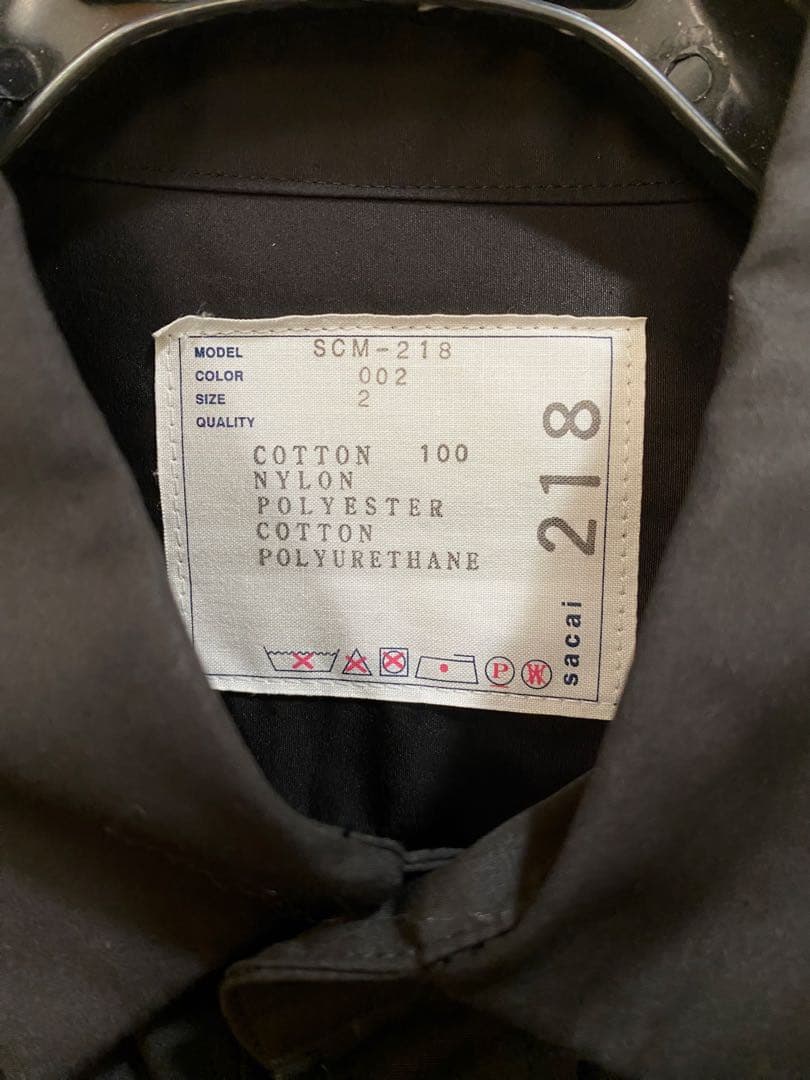 MODEL SCM-218
COLOR 002
SIZE 2
QUALITY
COTTON 100
NYLON
POLYESTER
COTTON
POLYURETHANE
218
sacai
P
W